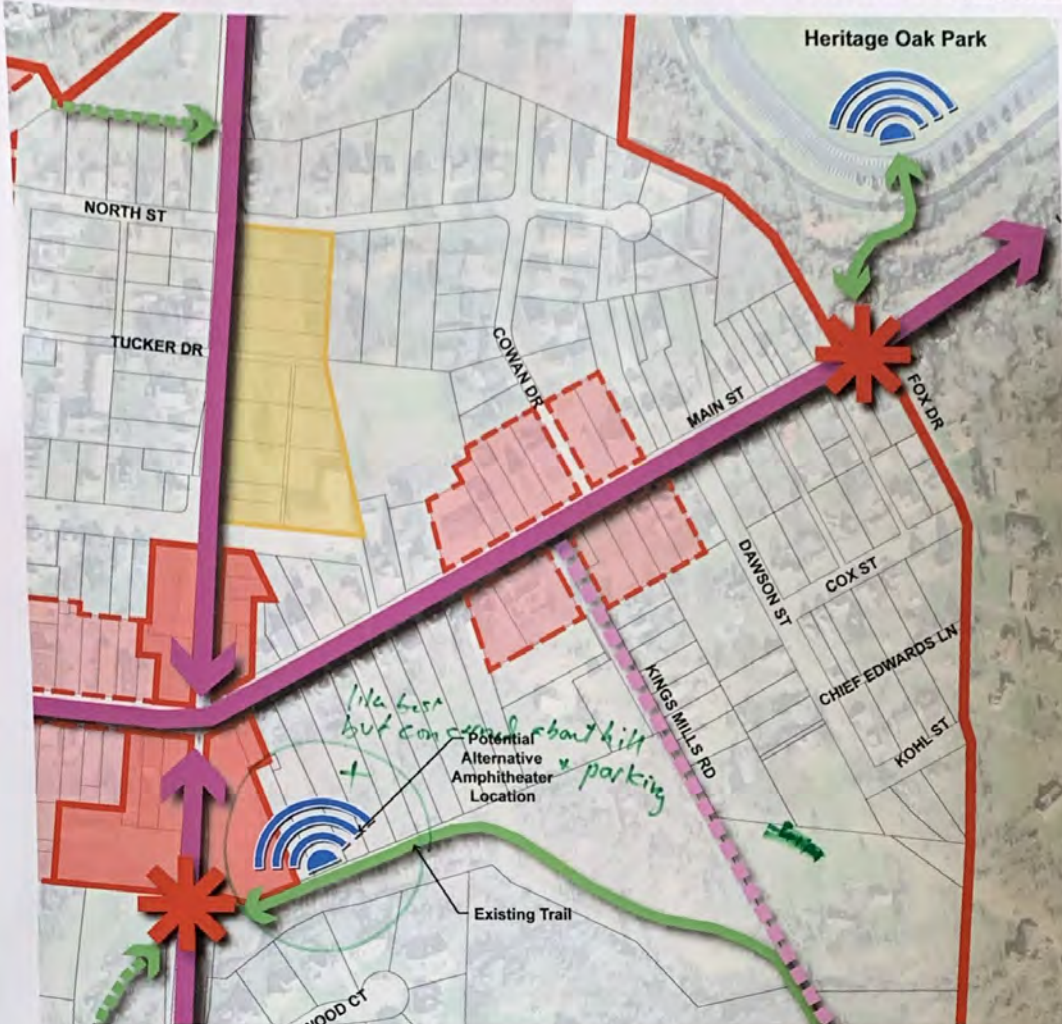 Heritage Oak Park
NORTH ST
TUCKER DR
COWAN DR
MAIN ST
FOX DR
DAWSON ST
COX ST
CHIEF EDWARDS LN
KOHL ST
KINGS MILLS RD
like best
but concerned about hill
+ & parking
Potential
Alternative
Amphitheater
Location
Existing Trail
WOOD CT